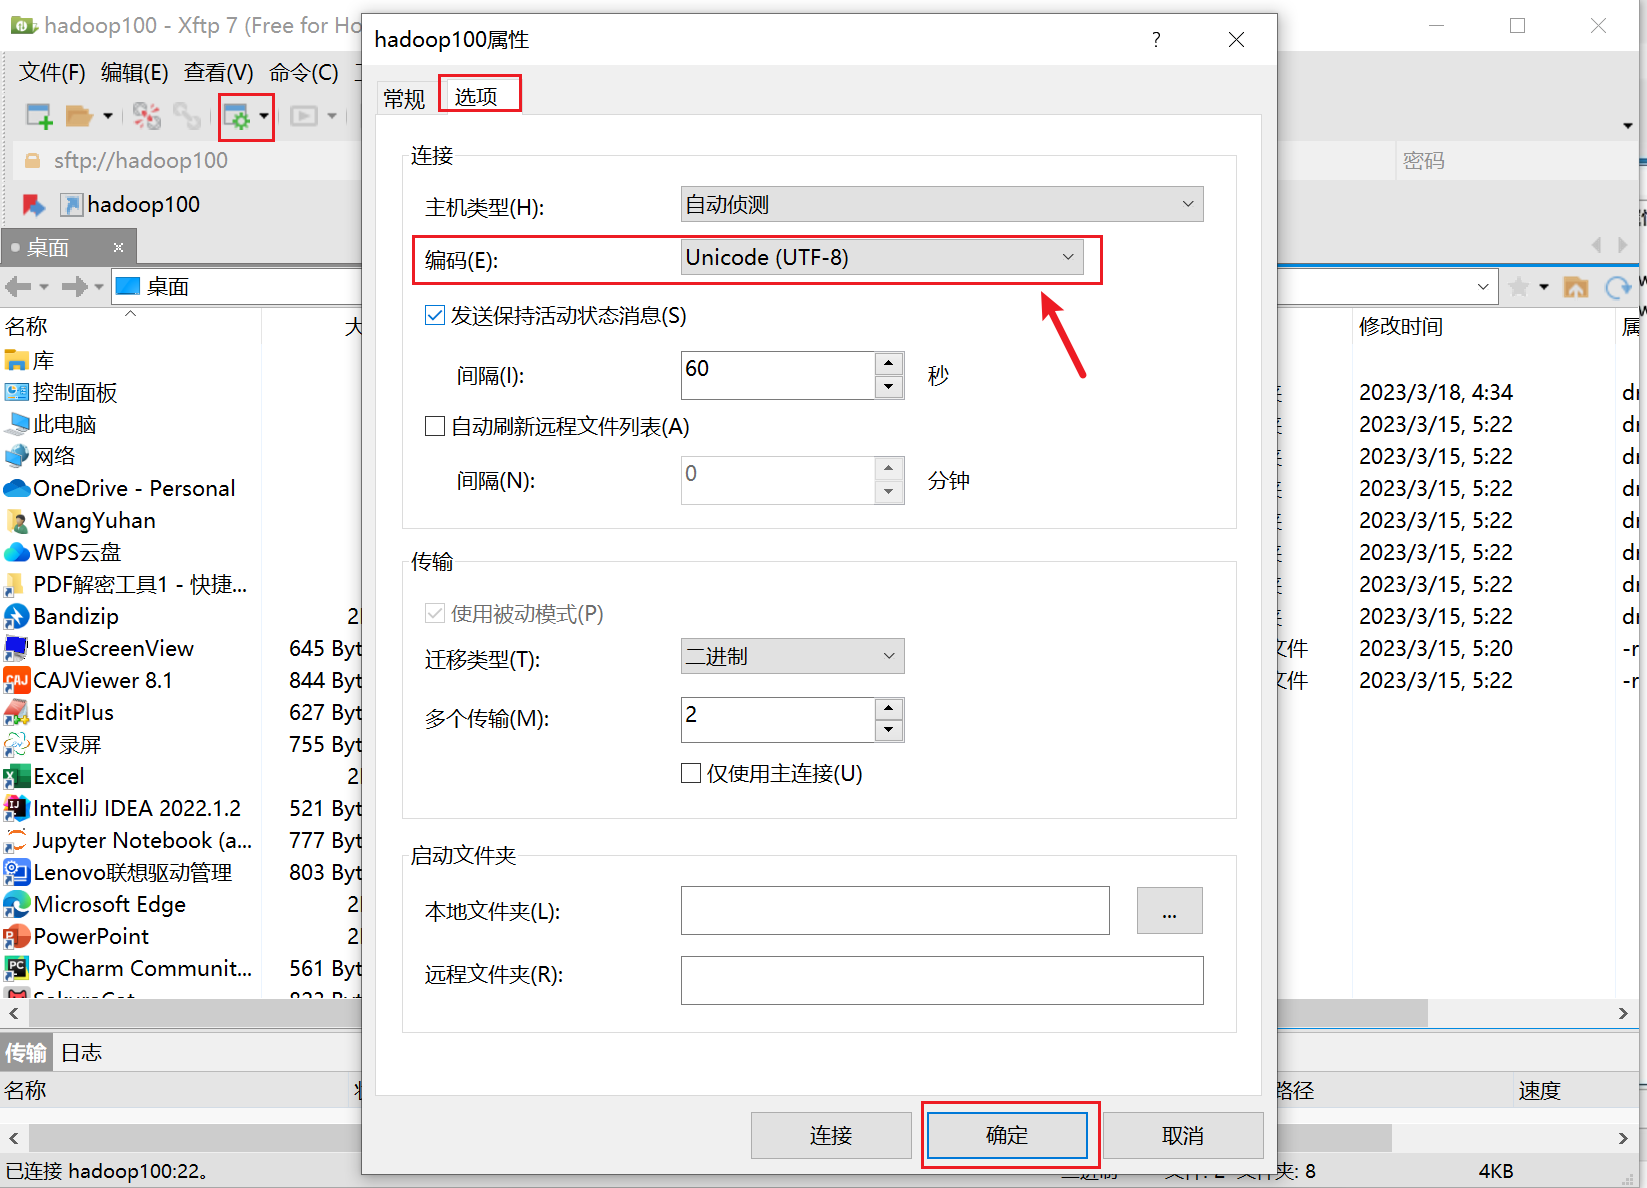 hadoop100 - Xftp 7 (Free for Ho
文件(F) 编辑(E) 查看(V) 命令(C)
sftp://hadoop100
密码
hadoop100
桌面
桌面
名称
大
库
控制面板
此电脑
网络
OneDrive - Personal
WangYuhan
WPS云盘
PDF解密工具1 - 快捷...
Bandizip
BlueScreenView 645 Byt
CAJViewer 8.1 844 Byt
EditPlus 627 Byt
EV录屏 755 Byt
Excel
IntelliJ IDEA 2022.1.2 521 Byt
Jupyter Notebook (a... 777 Byt
Lenovo联想驱动管理 803 Byt
Microsoft Edge
PowerPoint
PyCharm Communit... 561 Byt
传输 日志
名称
已连接 hadoop100:22。
hadoop100属性
?
常规 选项
连接
主机类型(H): 自动侦测
编码(E): Unicode (UTF-8)
发送保持活动状态消息(S)
间隔(I): 60 秒
自动刷新远程文件列表(A)
间隔(N): 0 分钟
传输
使用被动模式(P)
迁移类型(T): 二进制
多个传输(M): 2
仅使用主连接(U)
启动文件夹
本地文件夹(L): ...
远程文件夹(R):
连接 确定 取消
修改时间 属
2023/3/18, 4:34
2023/3/15, 5:22
2023/3/15, 5:22
2023/3/15, 5:22
2023/3/15, 5:22
2023/3/15, 5:22
2023/3/15, 5:22
2023/3/15, 5:22
文件 2023/3/15, 5:20 -r
文件 2023/3/15, 5:22 -r
路径 速度
夹: 8 4KB